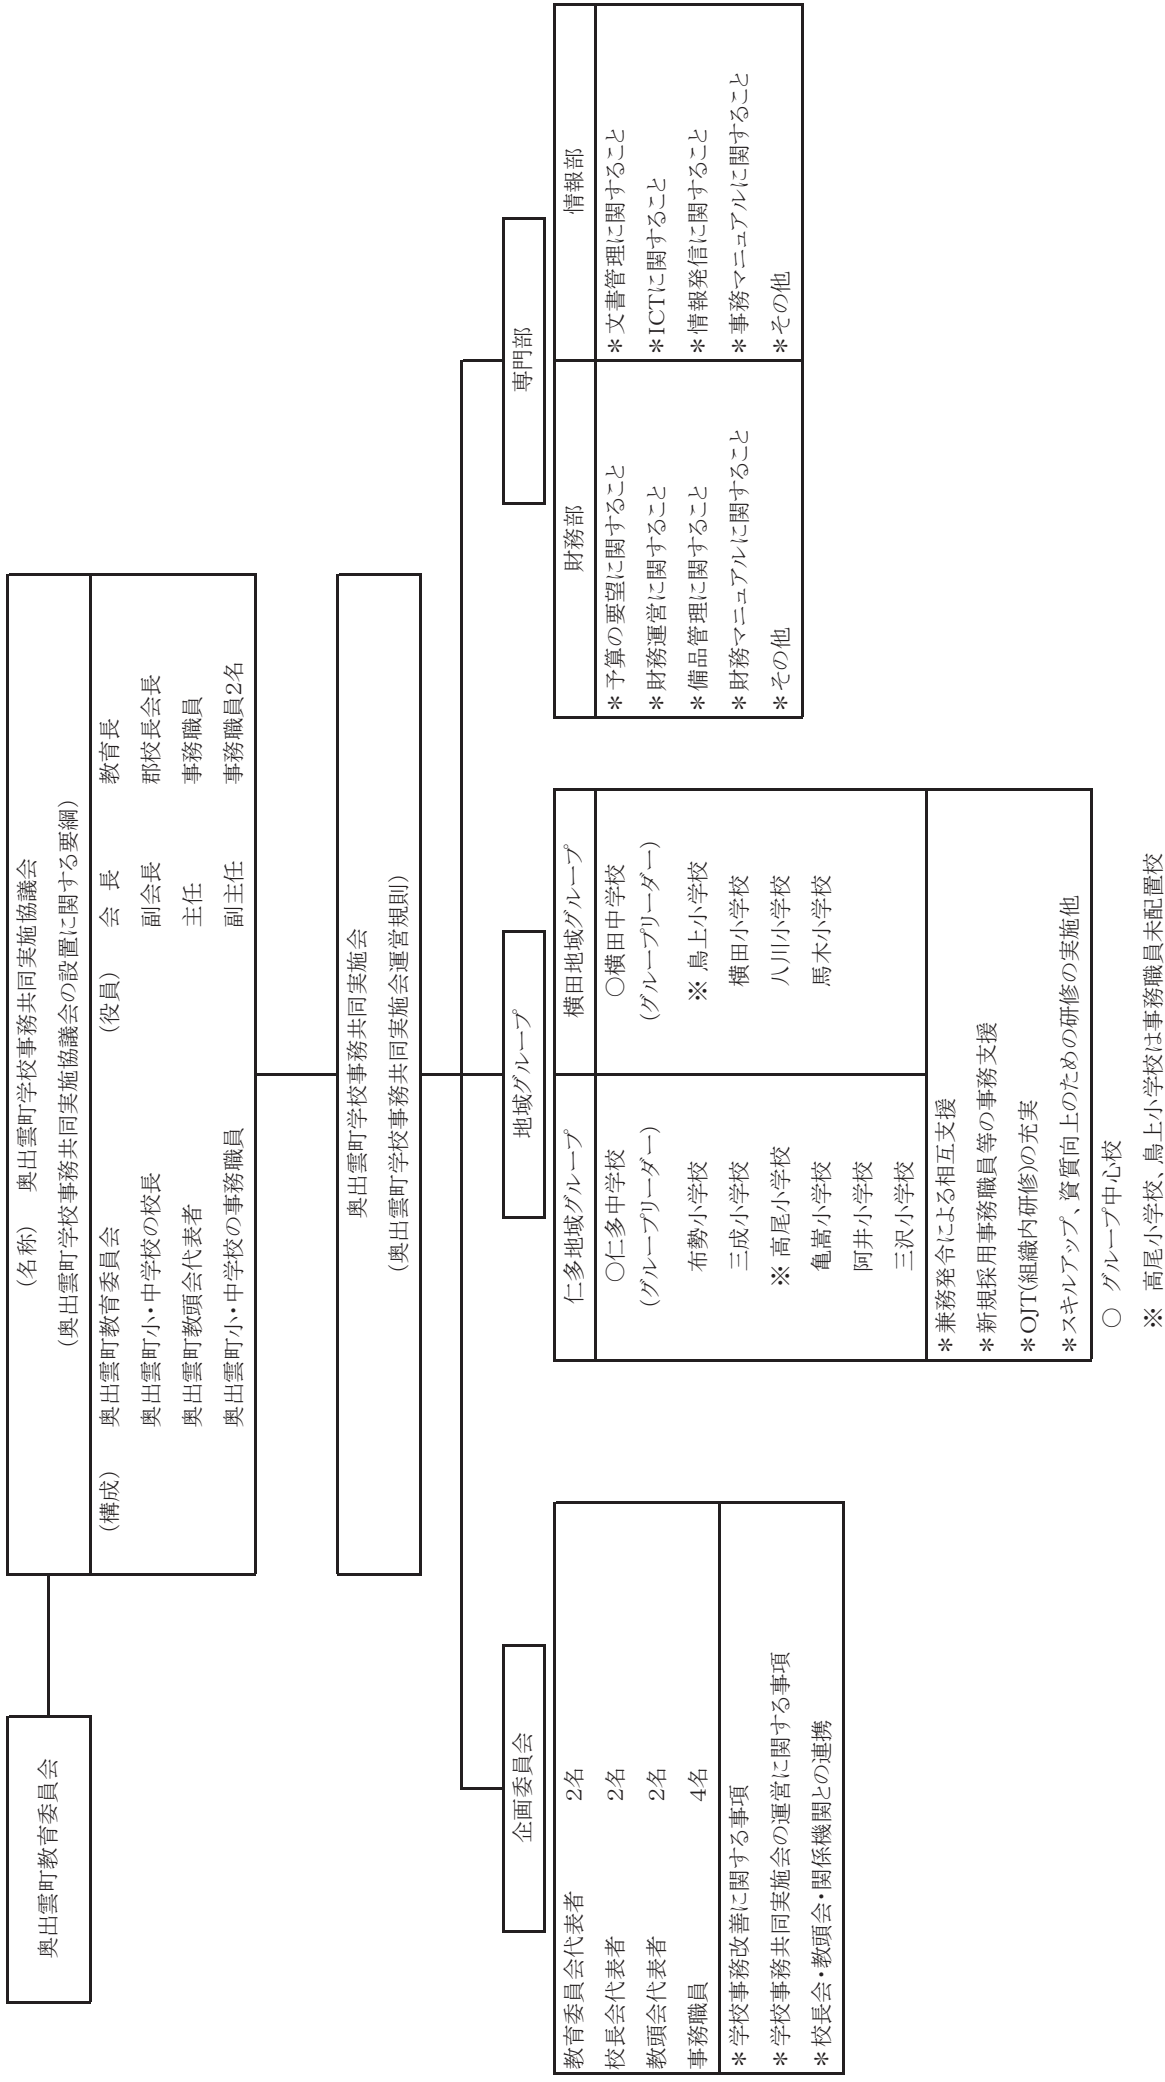 奥出雲町教育委員会
(名称) 奥出雲町学校事務共同実施協議会
(奥出雲町学校事務共同実施協議会の設置に関する要綱)
(構成) 奥出雲町教育委員会 (役員) 会 長 教育長
奥出雲町小・中学校の校長 副会長 郡校長会長
奥出雲町教頭会代表者 主任 事務職員
奥出雲町小・中学校の事務職員 副主任 事務職員2名
奥出雲町学校事務共同実施会
(奥出雲町学校事務共同実施会運営規則)
企画委員会
教育委員会代表者 2名
校長会代表者 2名
教頭会代表者 2名
事務職員 4名
＊学校事務改善に関する事項
＊学校事務共同実施会の運営に関する事項
＊校長会・教頭会・関係機関との連携
地域グループ
仁多地域グループ
○仁多中学校
(グループリーダー)
布勢小学校
三成小学校
※ 高尾小学校
亀嵩小学校
阿井小学校
三沢小学校
横田地域グループ
○横田中学校
(グループリーダー)
※ 鳥上小学校
横田小学校
八川小学校
馬木小学校
＊兼務発令による相互支援
＊新規採用事務職員等の事務支援
＊OJT(組織内研修)の充実
＊スキルアップ、資質向上のための研修の実施他
○ グループ中心校
※ 高尾小学校、鳥上小学校は事務職員未配置校
専門部
財務部
＊予算の要望に関すること
＊財務運営に関すること
＊備品管理に関すること
＊財務マニュアルに関すること
＊その他
情報部
＊文書管理に関すること
＊ICTに関すること
＊情報発信に関すること
＊事務マニュアルに関すること
＊その他